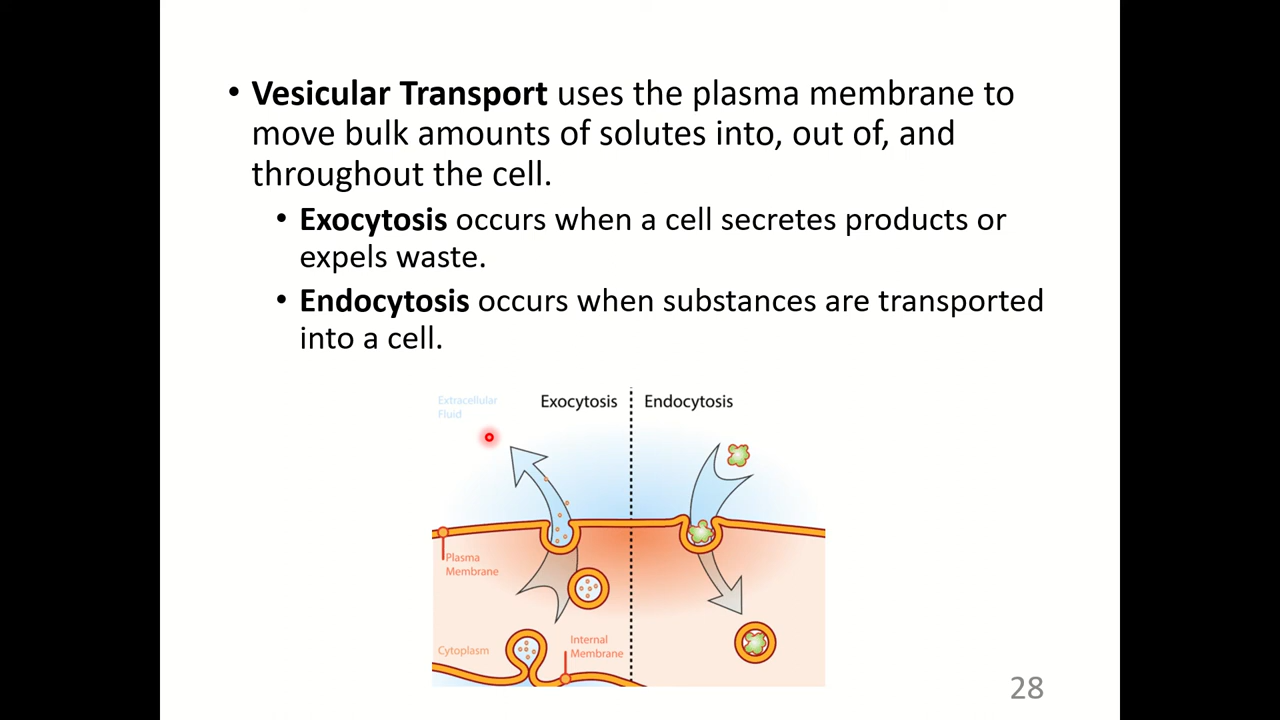 • Vesicular Transport uses the plasma membrane to
move bulk amounts of solutes into, out of, and
throughout the cell.
• Exocytosis occurs when a cell secretes products or
expels waste.
• Endocytosis occurs when substances are transported
into a cell.
Extracellular
Fluid
Exocytosis
Endocytosis
Plasma
Membrane
Internal
Membrane
Cytoplasm
28